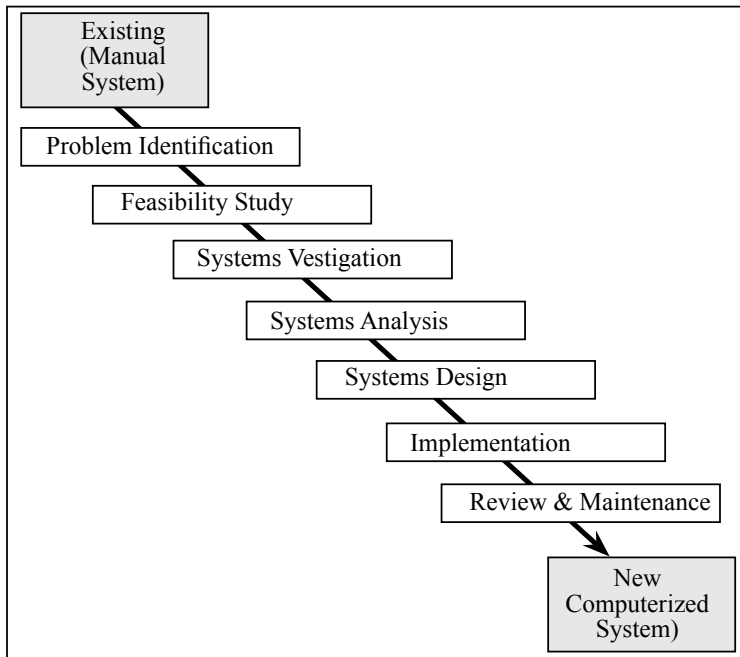 Existing
(Manual
System)
Problem Identification
Feasibility Study
Systems Vestigation
Systems Analysis
Systems Design
Implementation
Review & Maintenance
New
Computerized
System)